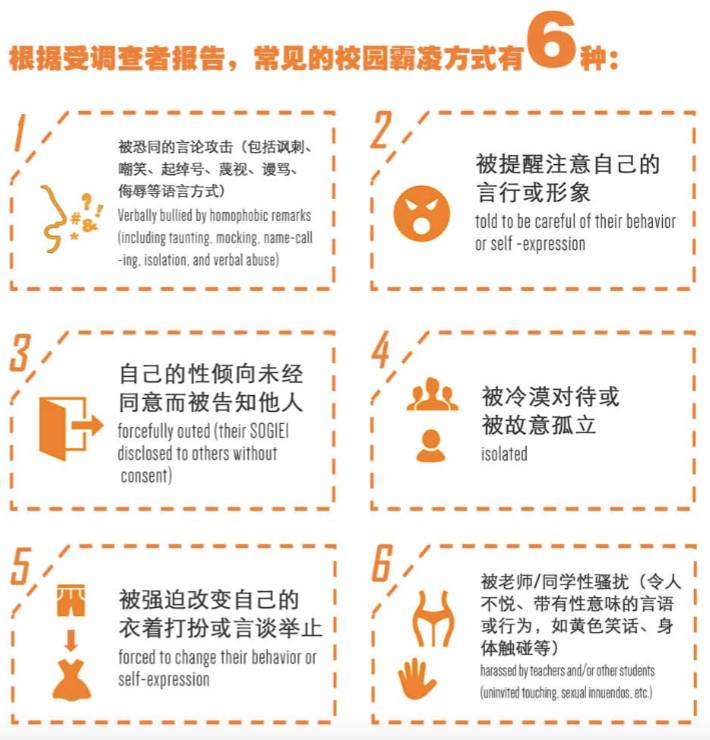 根据受调查者报告，常见的校园霸凌方式有6种：
1
被恐同的言论攻击（包括讽刺、
嘲笑、起绰号、蔑视、谩骂、
侮辱等语言方式）
Verbally bullied by homophobic remarks
(including taunting, mocking, name-call
-ing, isolation, and verbal abuse)
?!
#&
*
2
被提醒注意自己的
言行或形象
told to be careful of their behavior
or self -expression
3
自己的性倾向未经
同意而被告知他人
forcefully outed (their SOGIEI
disclosed to others without
consent)
4
被冷漠对待或
被故意孤立
isolated
5
被强迫改变自己的
衣着打扮或言谈举止
forced to change their behavior or
self-expression
6
被老师/同学性骚扰（令人
不悦、带有性意味的言语
或行为，如黄色笑话、身
体触碰等）
harassed by teachers and/or other students
(uninvited touching, sexual innuendos, etc.)